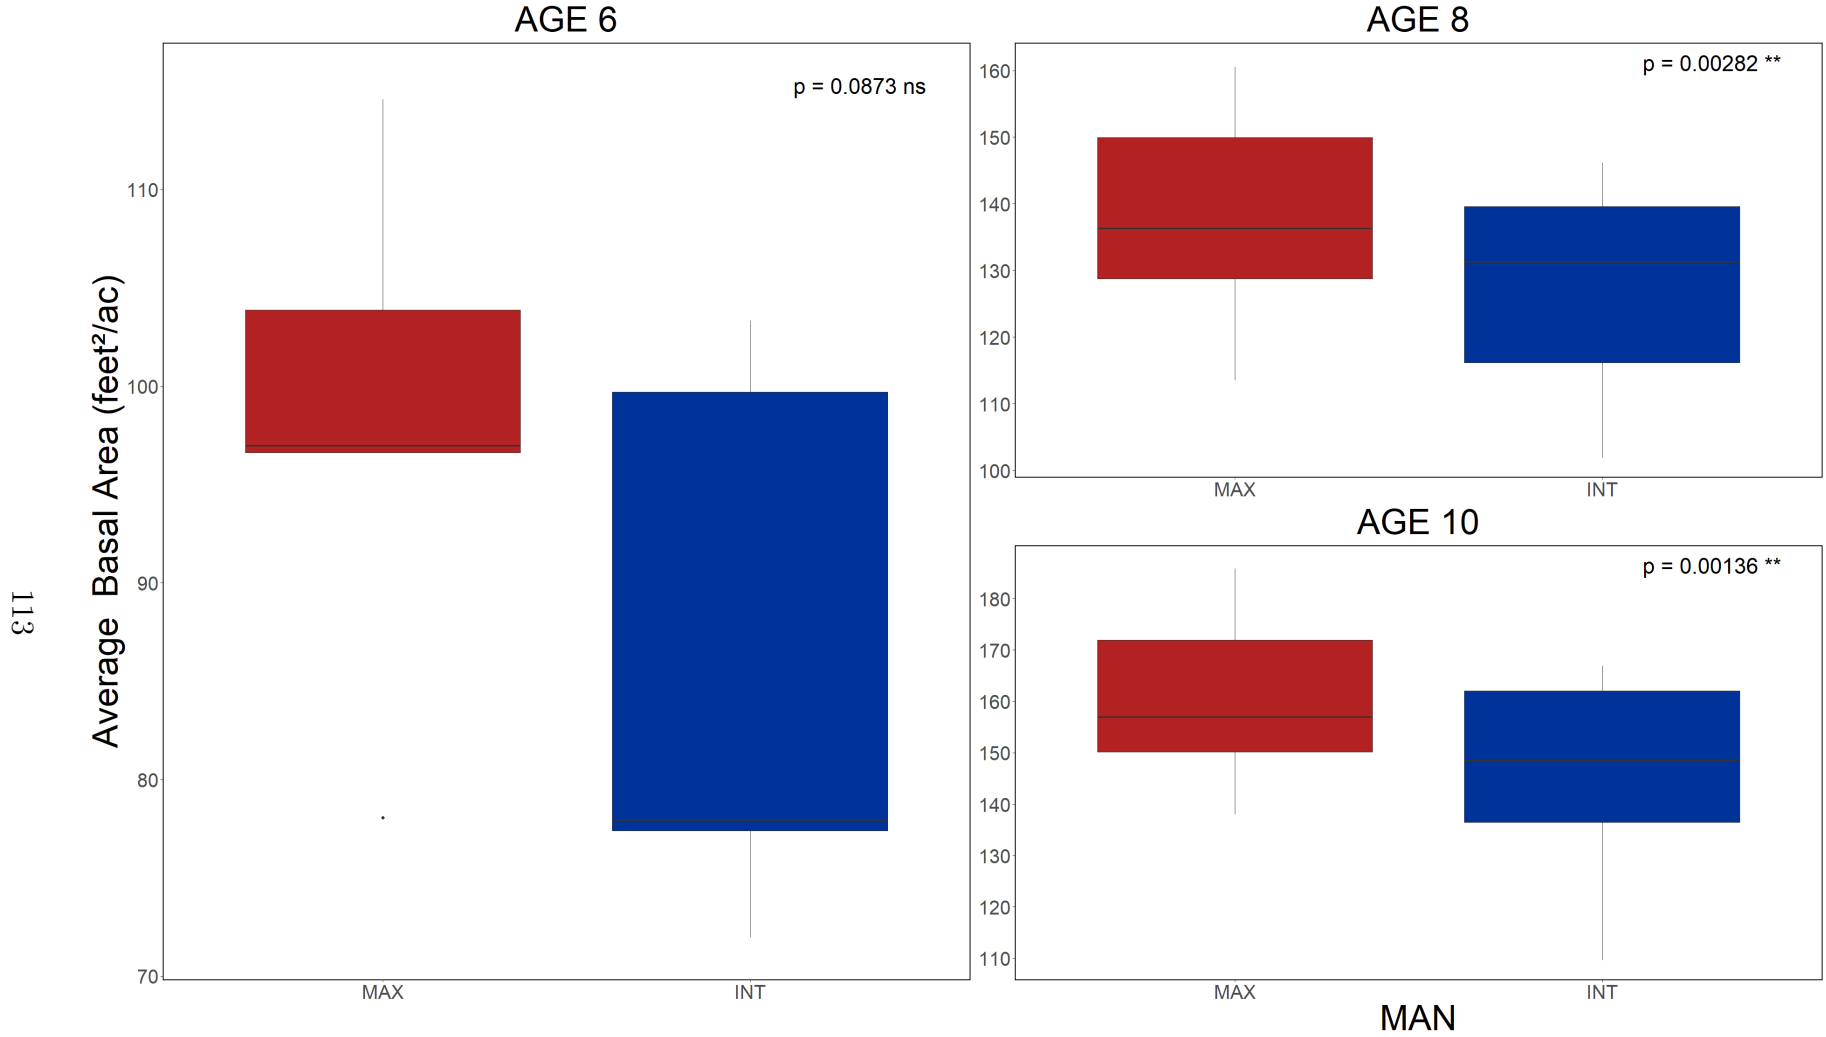 AGE 6
p = 0.0873 ns
110
100
90
80
70
Average  Basal Area (feet²/ac)
MAX
INT
AGE 8
p = 0.00282 **
160
150
140
130
120
110
100
MAX
INT
AGE 10
p = 0.00136 **
180
170
160
150
140
130
120
110
MAX
INT
MAN
113